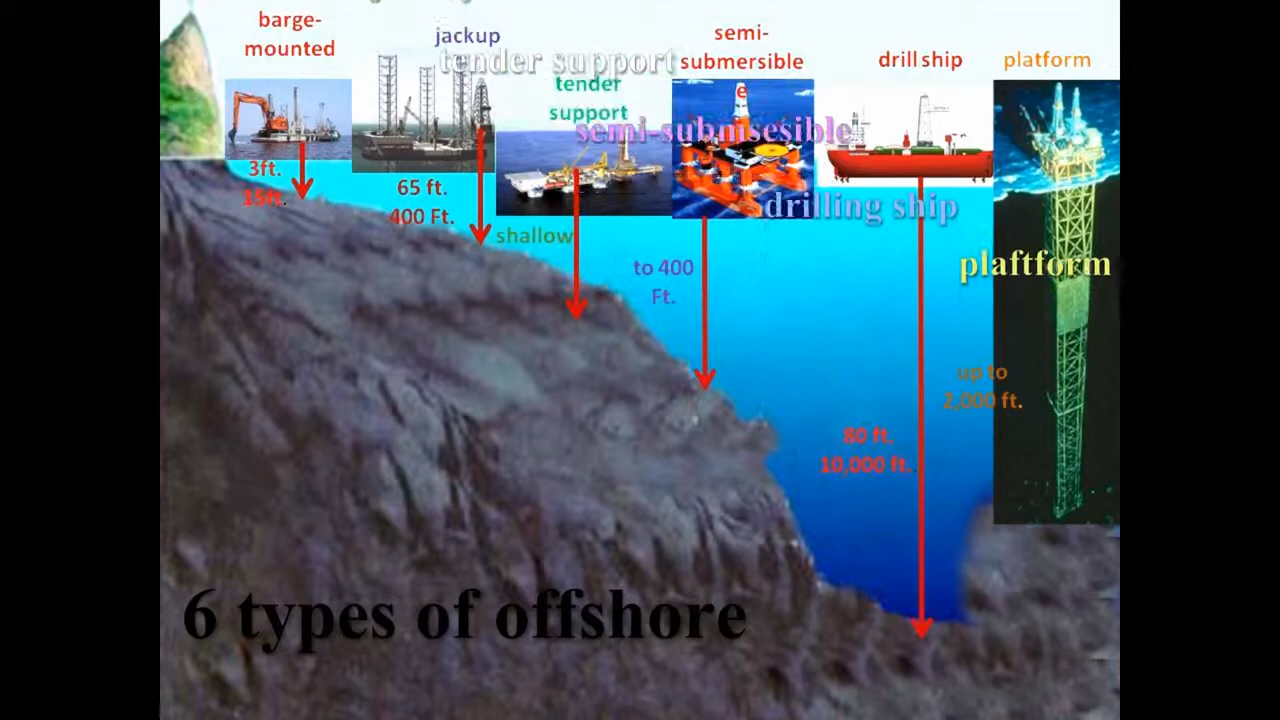 barge-
mounted
jackup
tender support
tender
support
semi-
submersible
e
semi-submsesible
drill ship
drilling ship
platform
plaftform
3ft.
15ft.
65 ft.
400 Ft.
shallow
to 400
Ft.
80 ft.
10,000 ft.
up to
2,000 ft.
6 types of offshore